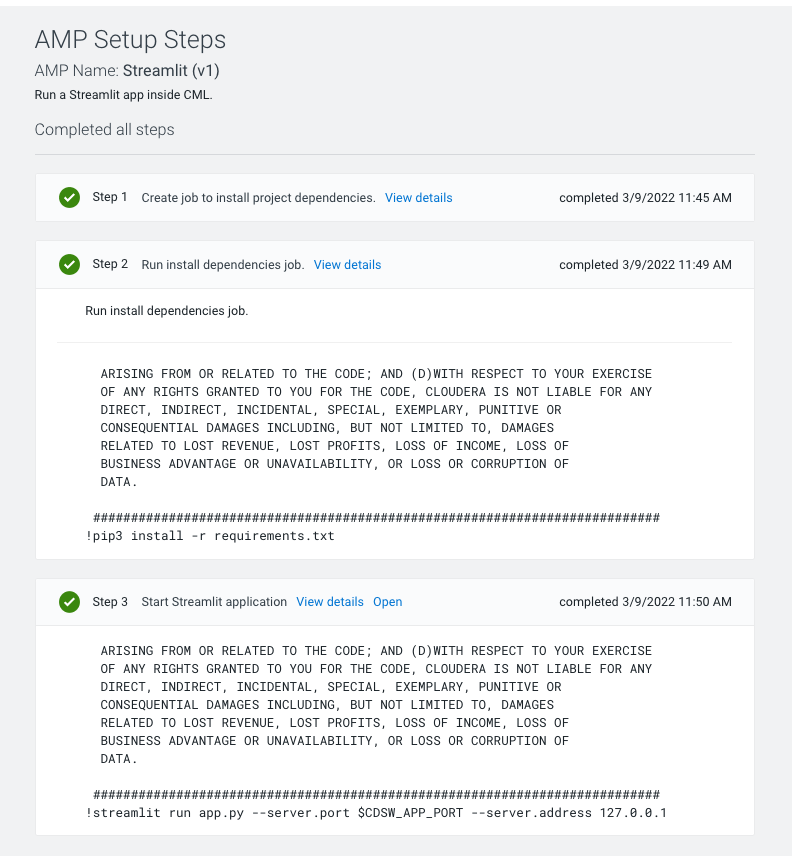 AMP Setup Steps
AMP Name: Streamlit (v1)
Run a Streamlit app inside CML.
Completed all steps
Step 1 Create job to install project dependencies. View details completed 3/9/2022 11:45 AM
Step 2 Run install dependencies job. View details completed 3/9/2022 11:49 AM
Run install dependencies job.
ARISING FROM OR RELATED TO THE CODE; AND (D)WITH RESPECT TO YOUR EXERCISE
OF ANY RIGHTS GRANTED TO YOU FOR THE CODE, CLOUDERA IS NOT LIABLE FOR ANY
DIRECT, INDIRECT, INCIDENTAL, SPECIAL, EXEMPLARY, PUNITIVE OR
CONSEQUENTIAL DAMAGES INCLUDING, BUT NOT LIMITED TO, DAMAGES
RELATED TO LOST REVENUE, LOST PROFITS, LOSS OF INCOME, LOSS OF
BUSINESS ADVANTAGE OR UNAVAILABILITY, OR LOSS OR CORRUPTION OF
DATA.
###########################################################################
!pip3 install -r requirements.txt
Step 3 Start Streamlit application View details Open completed 3/9/2022 11:50 AM
ARISING FROM OR RELATED TO THE CODE; AND (D)WITH RESPECT TO YOUR EXERCISE
OF ANY RIGHTS GRANTED TO YOU FOR THE CODE, CLOUDERA IS NOT LIABLE FOR ANY
DIRECT, INDIRECT, INCIDENTAL, SPECIAL, EXEMPLARY, PUNITIVE OR
CONSEQUENTIAL DAMAGES INCLUDING, BUT NOT LIMITED TO, DAMAGES
RELATED TO LOST REVENUE, LOST PROFITS, LOSS OF INCOME, LOSS OF
BUSINESS ADVANTAGE OR UNAVAILABILITY, OR LOSS OR CORRUPTION OF
DATA.
###########################################################################
!streamlit run app.py --server.port $CDSW_APP_PORT --server.address 127.0.0.1